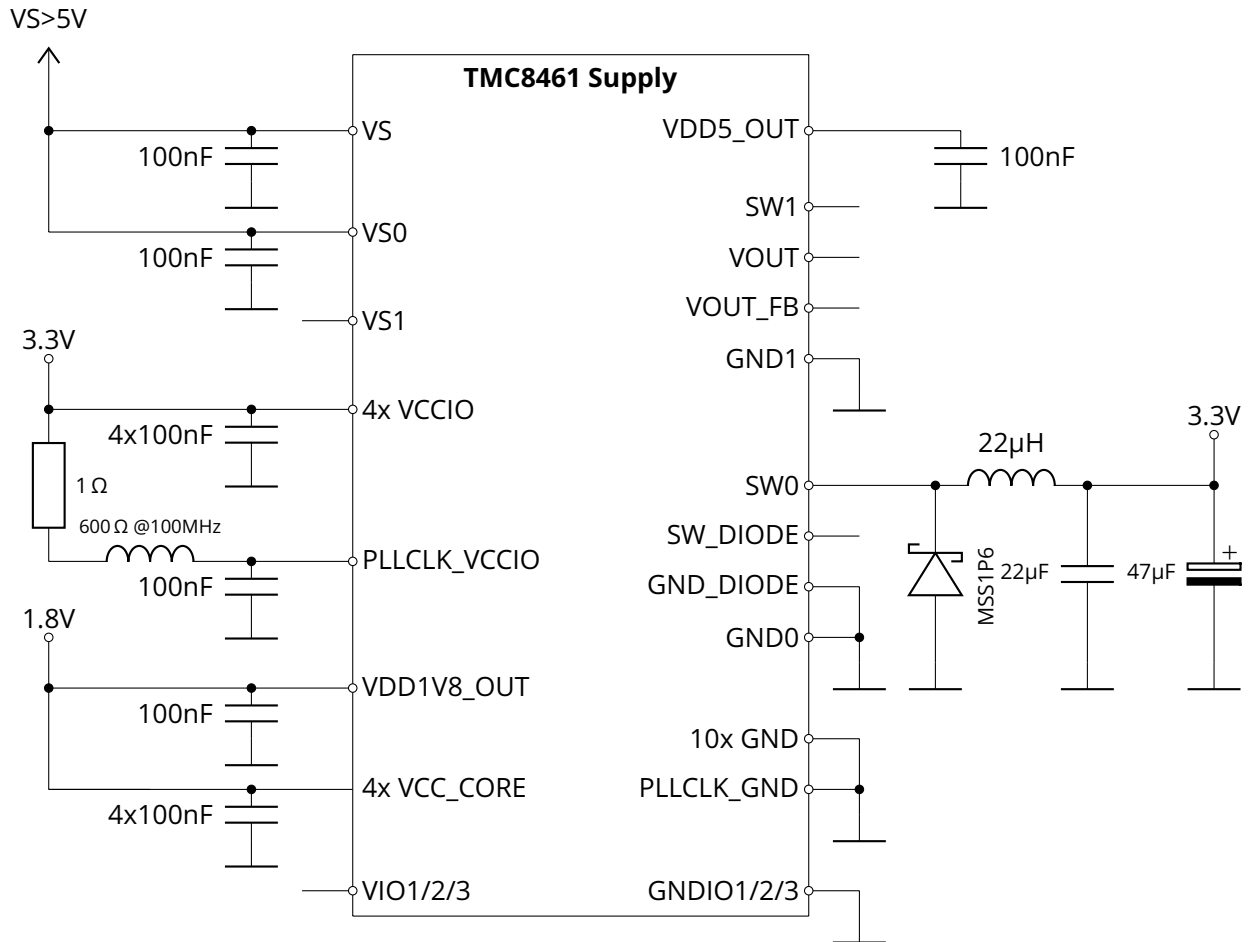 VS>5V
TMC8461 Supply
VS
100nF
VDD5_OUT
100nF
SW1
VS0
100nF
VOUT
VOUT_FB
VS1
3.3V
GND1
4x VCCIO
4x100nF
3.3V
22µH
1 Ω
SW0
600 Ω @100MHz
SW_DIODE
PLLCLK_VCCIO
100nF
GND_DIODE
MSS1P6
22µF
47µF
+
1.8V
GND0
VDD1V8_OUT
100nF
10x GND
4x VCC_CORE
4x100nF
PLLCLK_GND
VIO1/2/3
GNDIO1/2/3